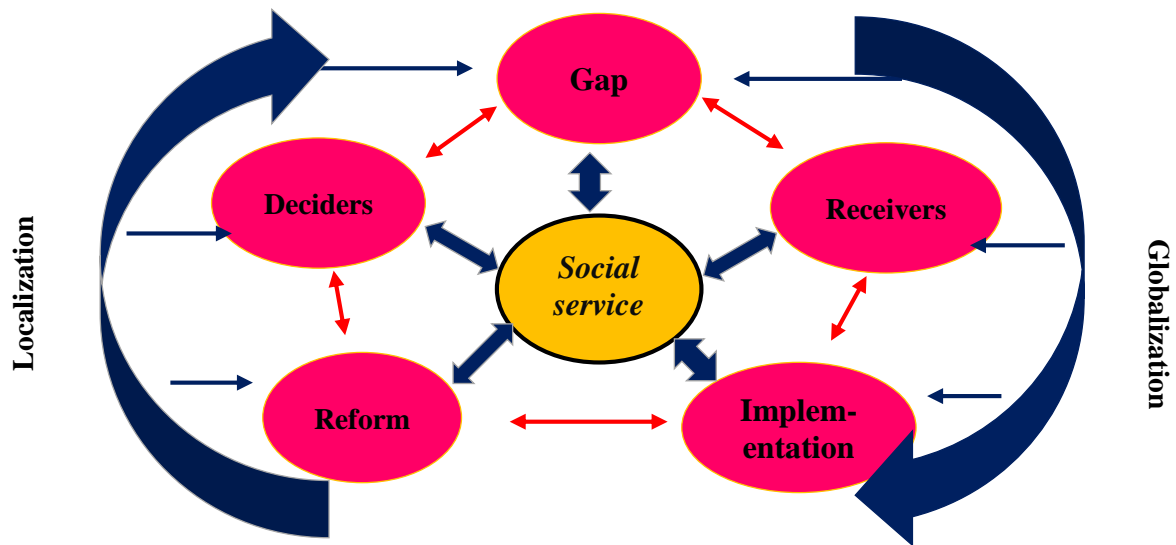 Gap
Deciders
Receivers
Social
service
Localization
Globalization
Reform
Implem-
entation